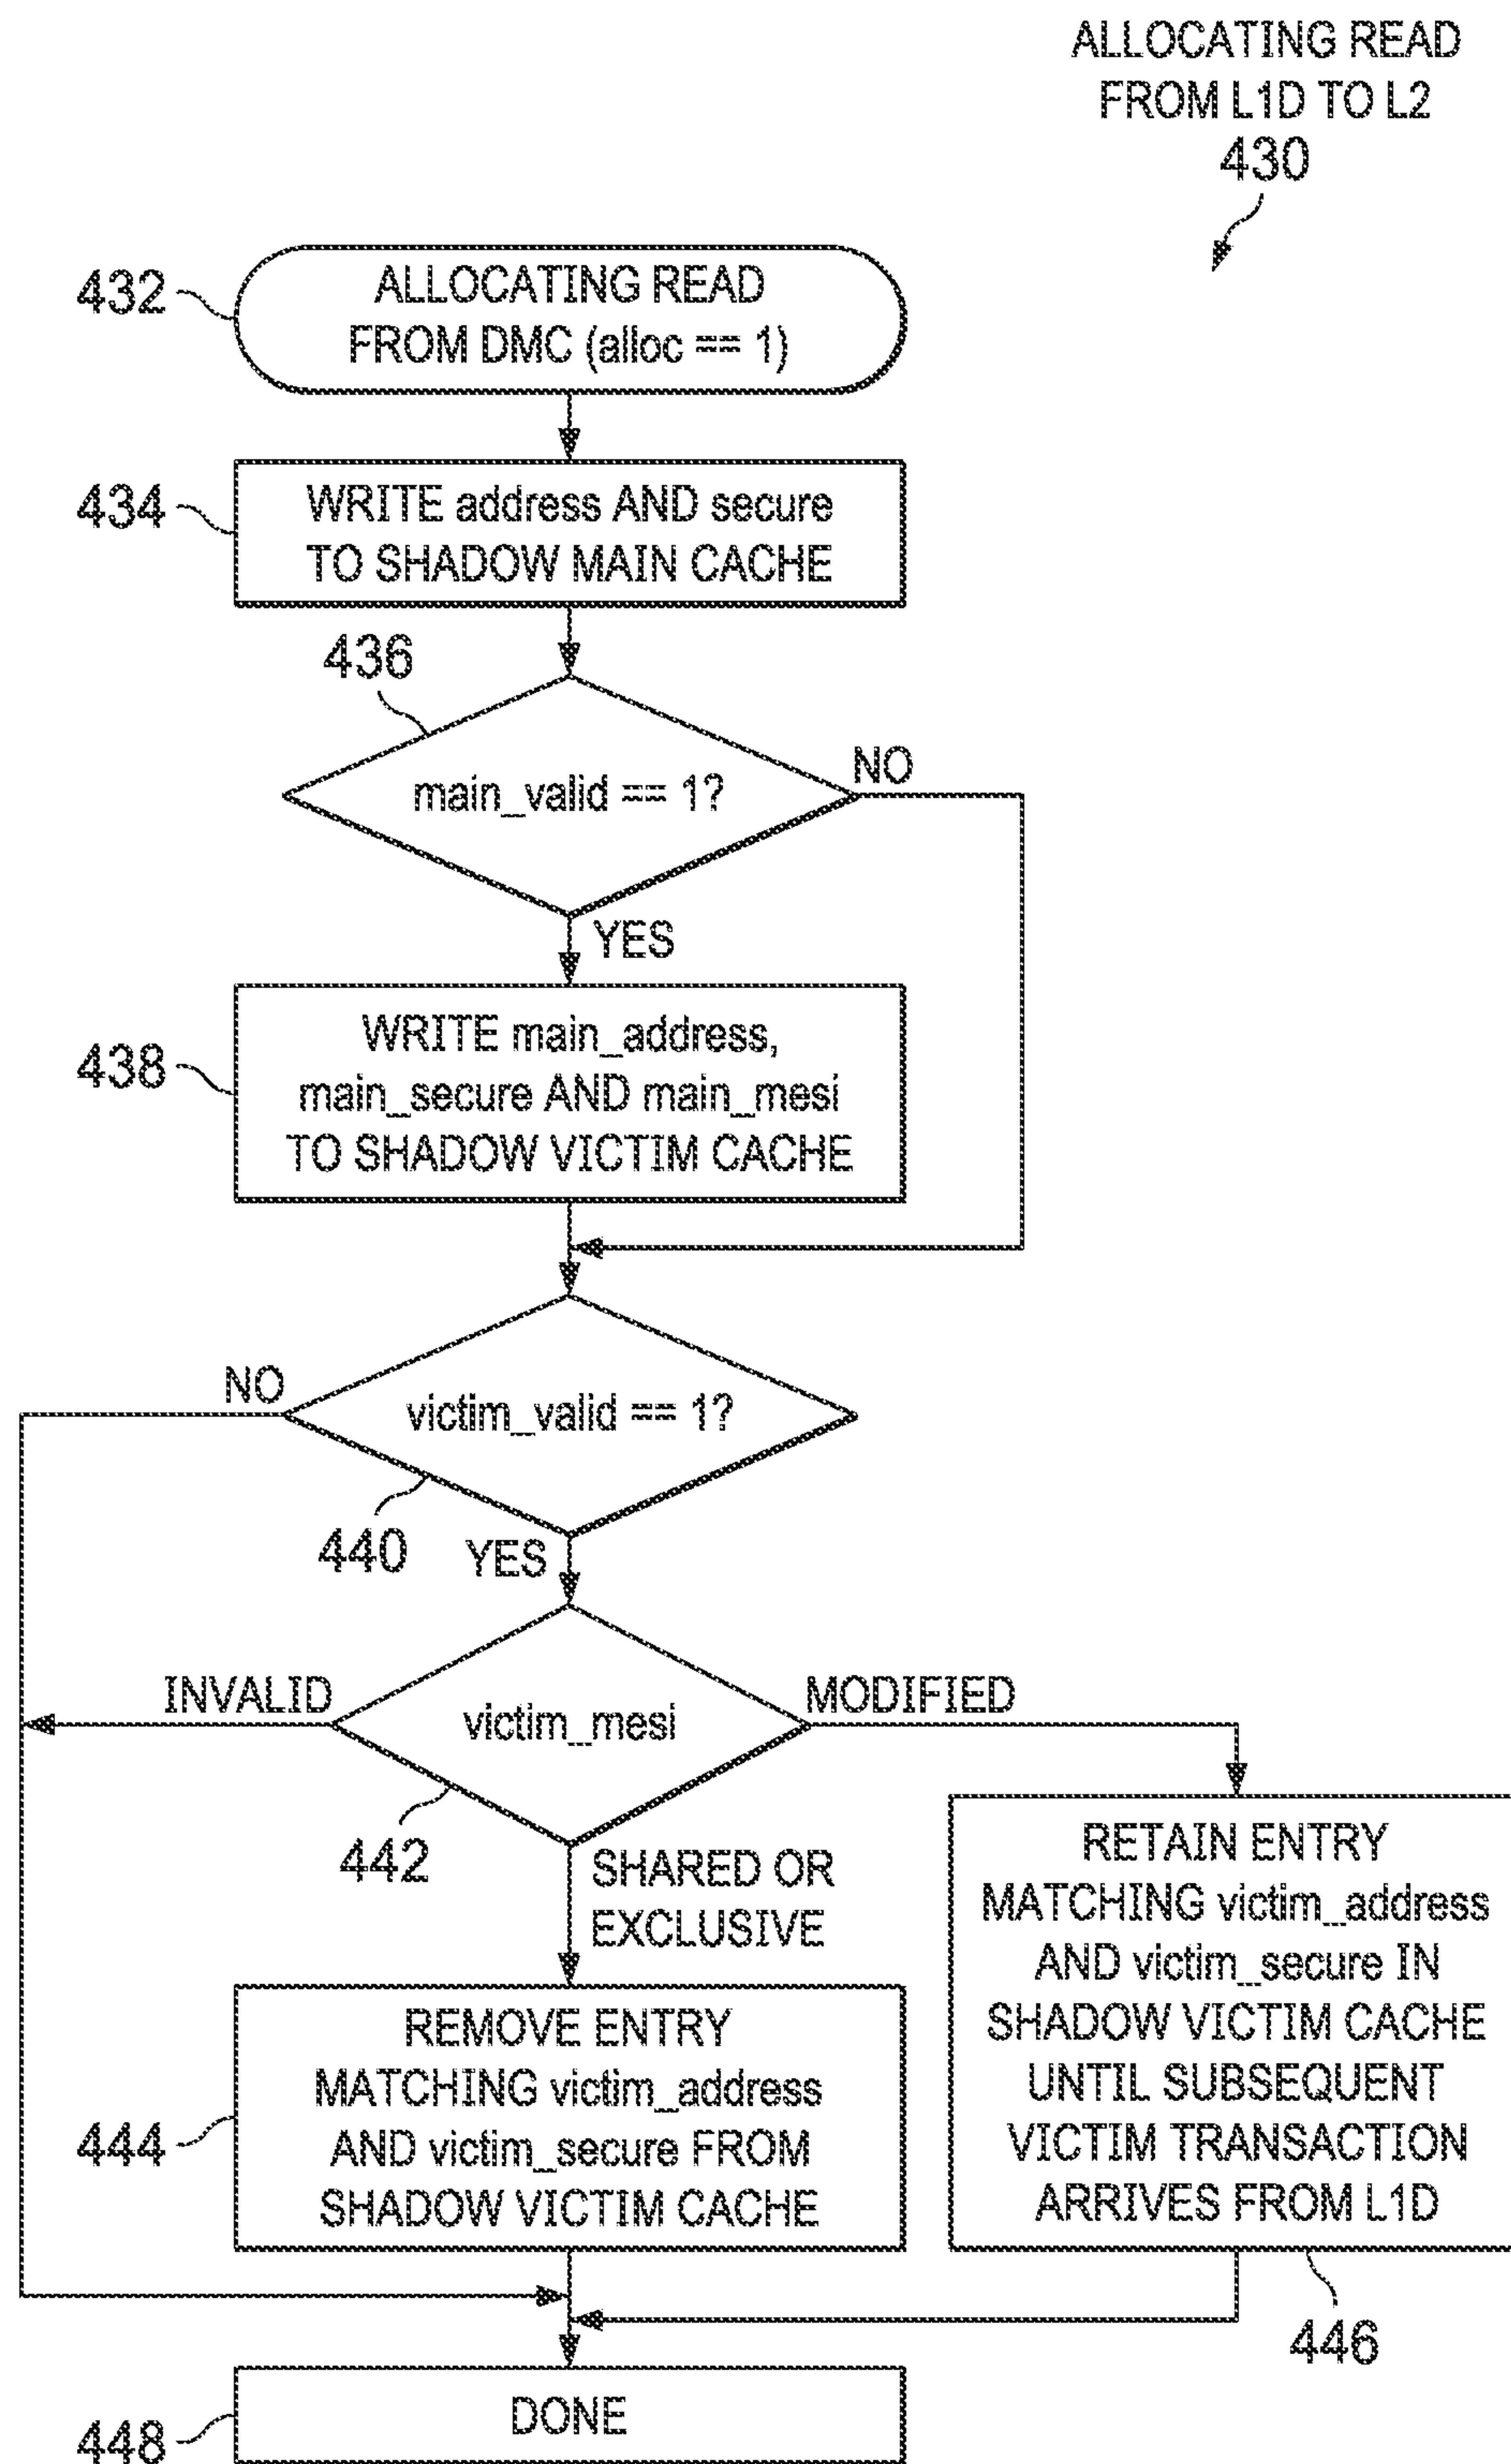 ALLOCATING READ
FROM L1D TO L2
430
432
ALLOCATING READ
FROM DMC (alloc == 1)
434
WRITE address AND secure
TO SHADOW MAIN CACHE
436
main_valid == 1?
NO
YES
438
WRITE main_address,
main_secure AND main_mesi
TO SHADOW VICTIM CACHE
NO
victim_valid == 1?
440
YES
INVALID
victim_mesi
MODIFIED
442
SHARED OR
EXCLUSIVE
444
REMOVE ENTRY
MATCHING victim_address
AND victim_secure FROM
SHADOW VICTIM CACHE
RETAIN ENTRY
MATCHING victim_address
AND victim_secure IN
SHADOW VICTIM CACHE
UNTIL SUBSEQUENT
VICTIM TRANSACTION
ARRIVES FROM L1D
446
448
DONE